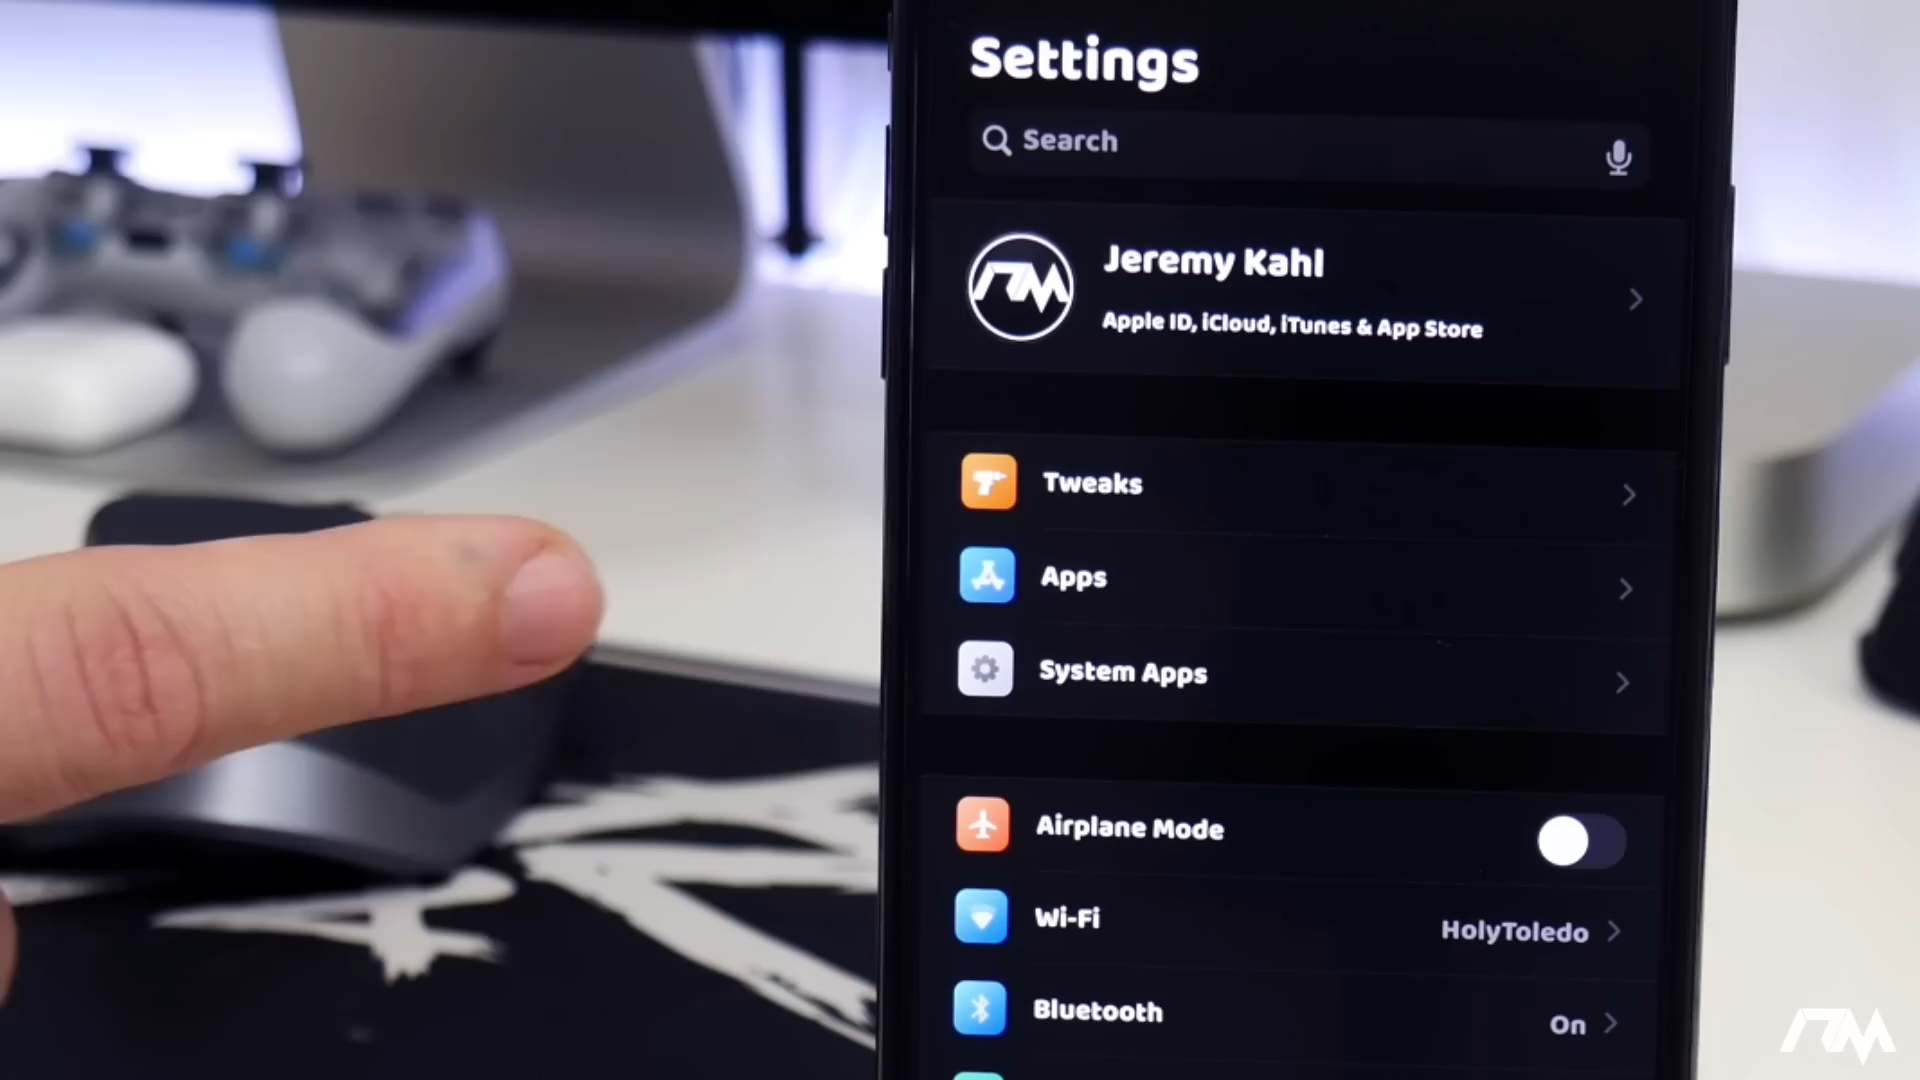 Settings
Search
Jeremy Kahl
Apple ID, iCloud, iTunes & App Store
Tweaks
Apps
System Apps
Airplane Mode
Wi-Fi
HolyToledo
Bluetooth
On